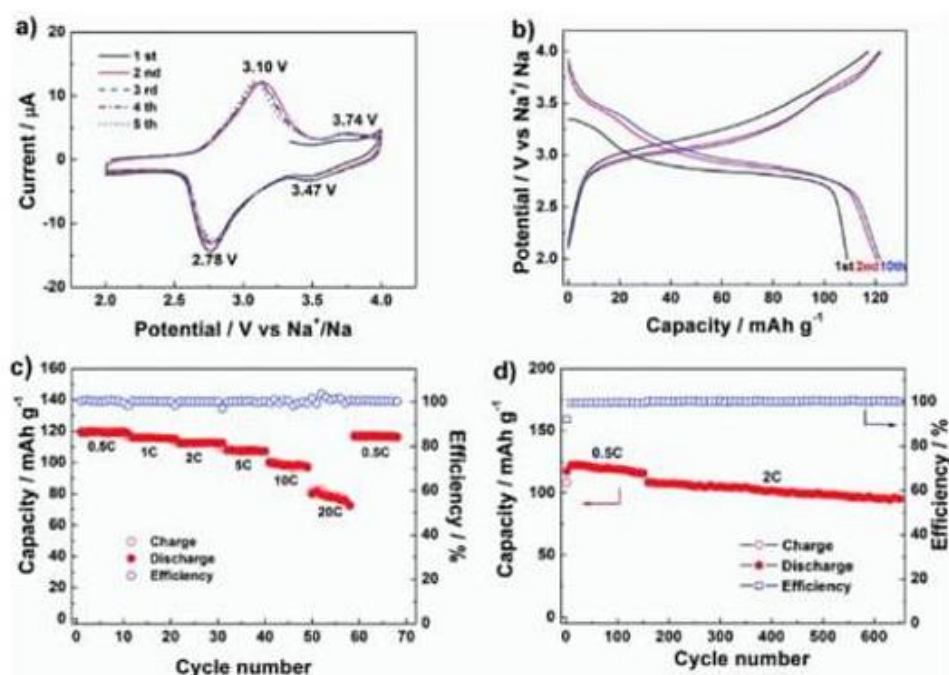 a)
20
10
0
-10
-20
Current / µA
1 st
2 nd
3 rd
4 th
5 th
3.10 V
3.74 V
3.47 V
2.78 V
2.0 2.5 3.0 3.5 4.0
Potential / V vs Na⁺/Na
b)
4.0
3.5
3.0
2.5
2.0
Potential / V vs Na⁺/ Na
1st 2nd 10th
0 20 40 60 80 100 120
Capacity / mAh g⁻¹
c)
160
140
120
100
80
60
40
20
0
Capacity / mAh g⁻¹
0.5C 1C 2C 5C 10C 20C 0.5C
Charge
Discharge
Efficiency
100
80
60
40
20
0
Efficiency / %
0 10 20 30 40 50 60 70
Cycle number
d)
200
150
100
50
0
Capacity / mAh g⁻¹
0.5C 2C
Charge
Discharge
Efficiency
100
80
60
40
20
0
Efficiency / %
0 100 200 300 400 500 600
Cycle number